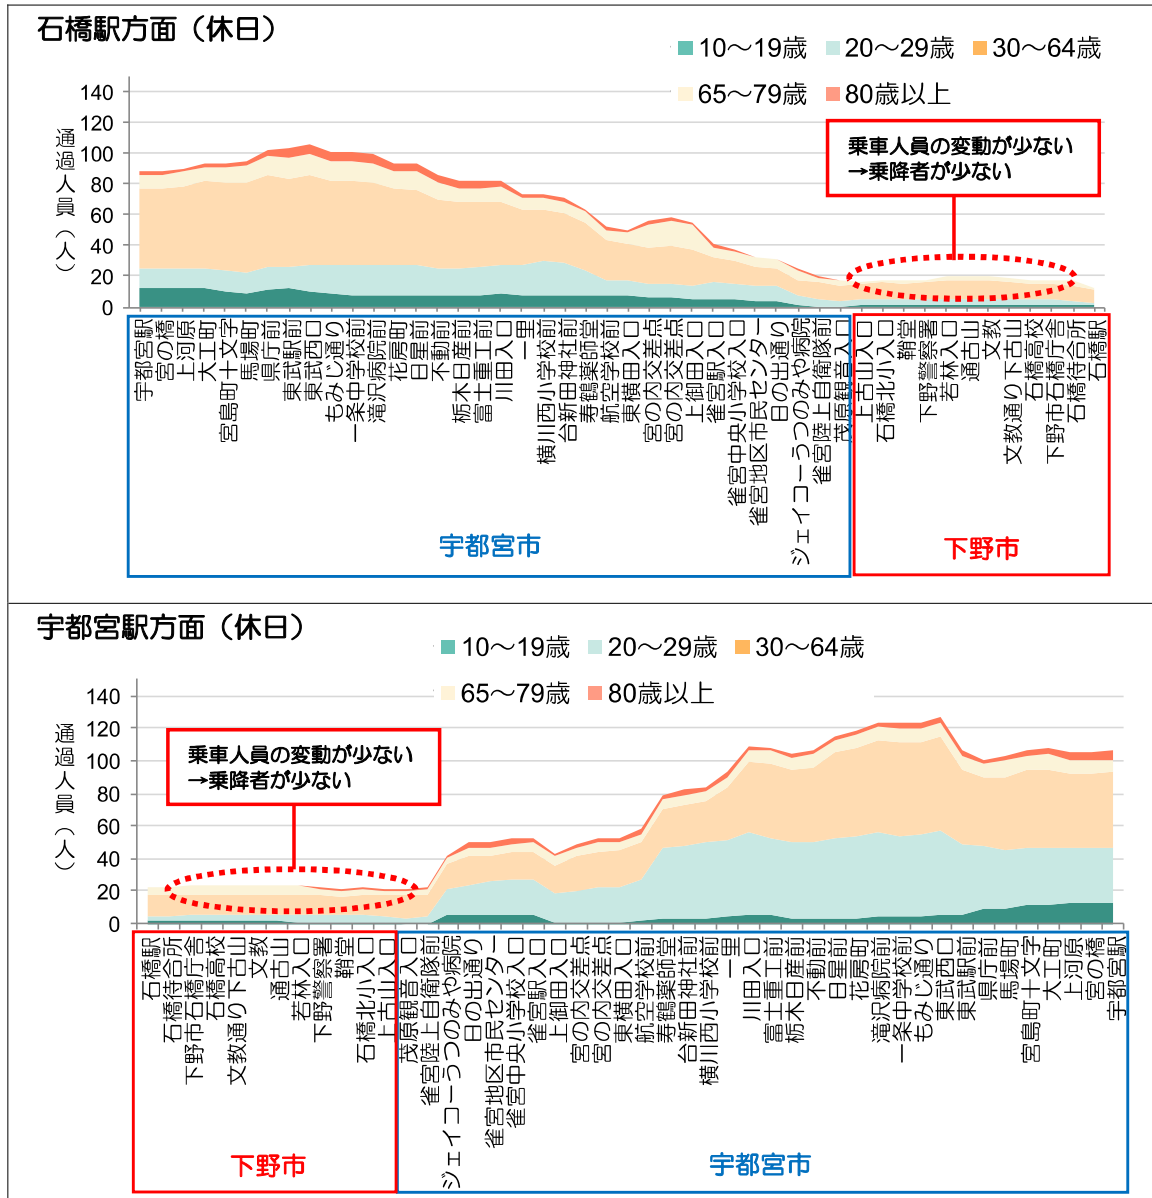 石橋駅方面（休日）
10～19歳
20～29歳
30～64歳
65～79歳
80歳以上
通過人員（人）
140
120
100
80
60
40
20
0
乗車人員の変動が少ない
→乗降者が少ない
宇都宮駅
宮の橋
上河原
大工町
宮島町十文字
馬場町
県庁前
東武駅前
東武西口
もみじ通り
一条中学校前
滝沢病院前
花房町
日星前
不動前
栃木日産前
富士重工前
川田入口
一里
横川西小学校前
台新田神社前
寿鶴薬師堂
航空学校前
東横田入口
宮の内交差点
宮の内交差点
上御田入口
雀宮駅入口
雀宮中央小学校入口
雀宮地区市民センター
日の出通り
ジェイコーうつのみや病院
雀宮陸上自衛隊前
茂原観音入口
上古山入口
石橋北小入口
鞘堂
下野警察署
若林入口
通古山
文教
文教通り下古山
石橋高校
下野市石橋庁舎
石橋待合所
石橋駅
宇都宮市
下野市
宇都宮駅方面（休日）
10～19歳
20～29歳
30～64歳
65～79歳
80歳以上
通過人員（人）
140
120
100
80
60
40
20
0
乗車人員の変動が少ない
→乗降者が少ない
石橋駅
石橋待合所
下野市石橋庁舎
石橋高校
文教通り下古山
文教
通古山
若林入口
下野警察署
鞘堂
石橋北小入口
上古山入口
茂原観音入口
雀宮陸上自衛隊前
ジェイコーうつのみや病院
日の出通り
雀宮地区市民センター
雀宮中央小学校入口
雀宮駅入口
上御田入口
宮の内交差点
宮の内交差点
東横田入口
航空学校前
寿鶴薬師堂
台新田神社前
横川西小学校前
一里
川田入口
富士重工前
栃木日産前
不動前
日星前
花房町
滝沢病院前
一条中学校前
もみじ通り
東武西口
東武駅前
県庁前
馬場町
宮島町十文字
大工町
上河原
宮の橋
宇都宮駅
下野市
宇都宮市